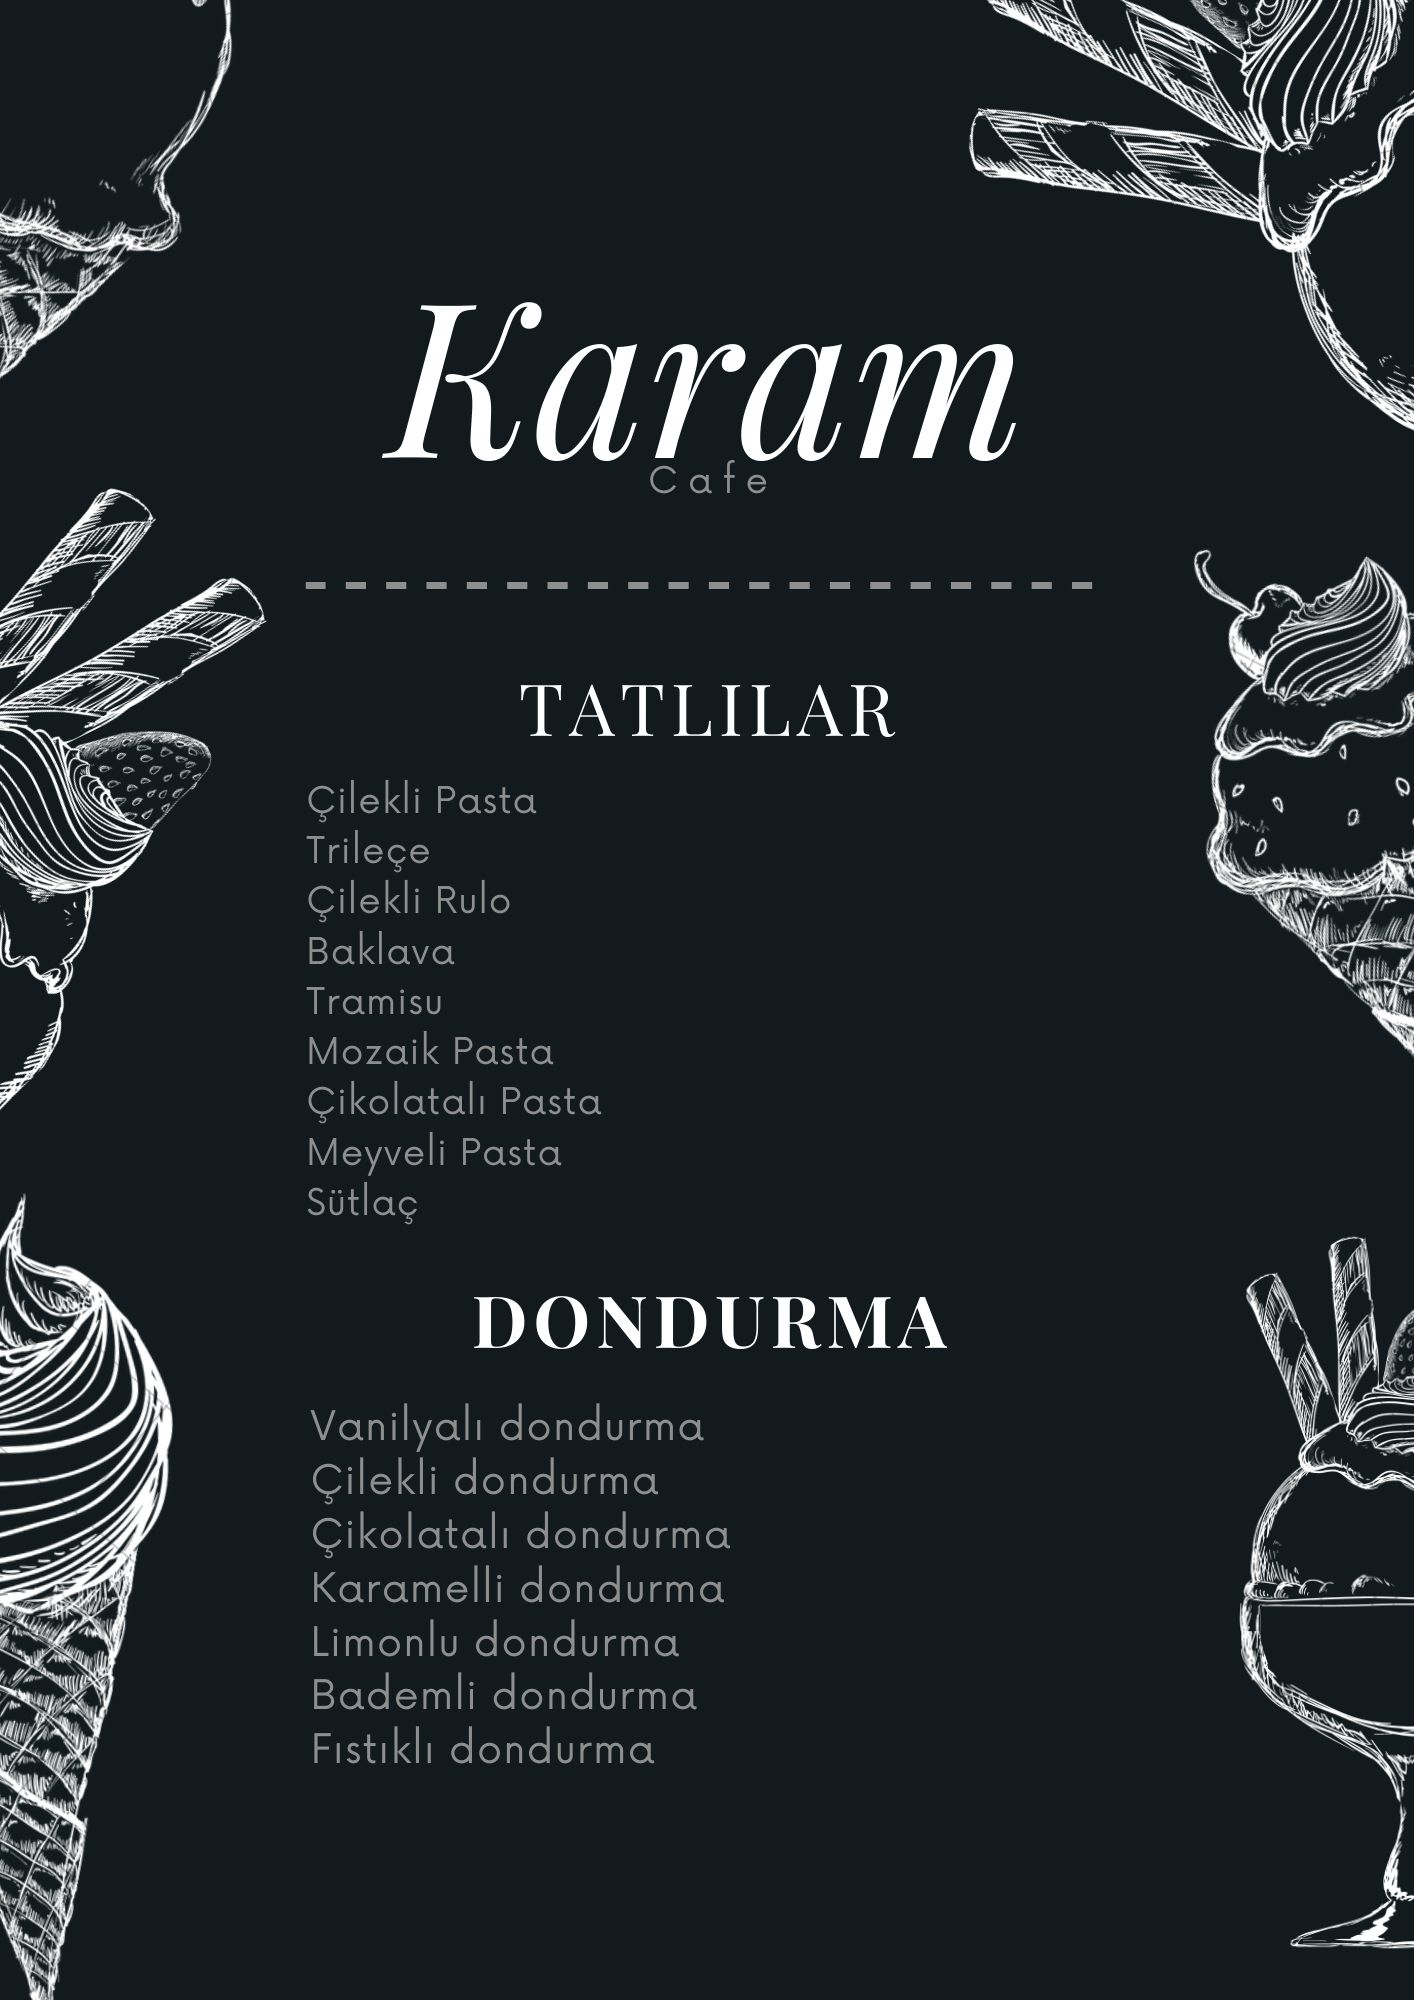 Karam
Cafe
TATLILAR
Çilekli Pasta
Trileçe
Çilekli Rulo
Baklava
Tramisu
Mozaik Pasta
Çikolatalı Pasta
Meyveli Pasta
Sütlaç
DONDURMA
Vanilyalı dondurma
Çilekli dondurma
Çikolatalı dondurma
Karamelli dondurma
Limonlu dondurma
Bademli dondurma
Fıstıklı dondurma